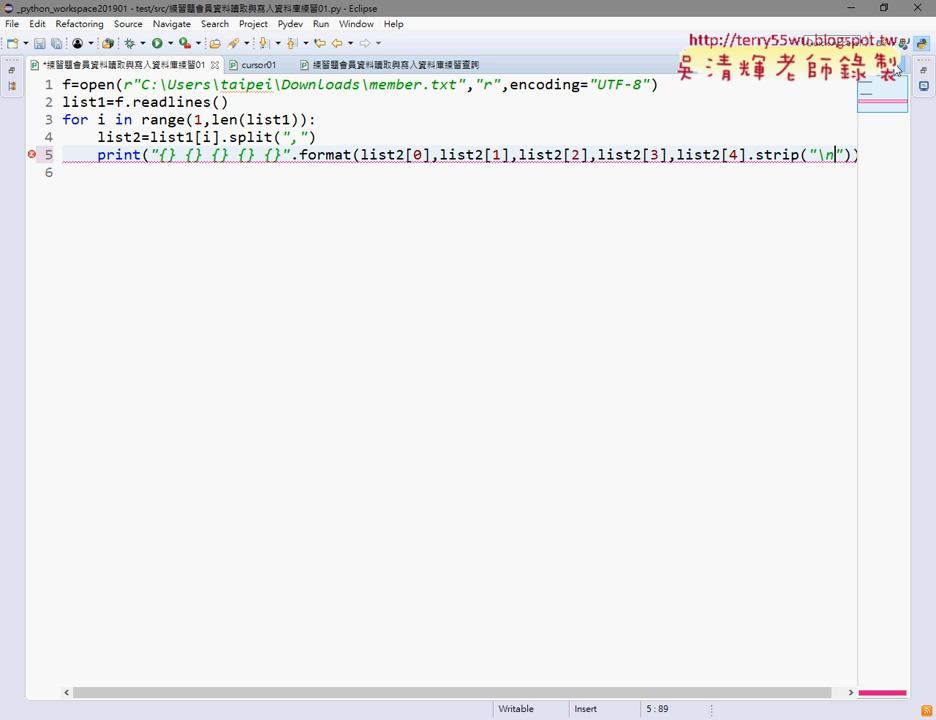 _python_workspace201901 - test/src/練習題會員資料讀取與寫入資料庫練習01.py - Eclipse
File Edit Refactoring Source Navigate Search Project Pydev Run Window Help
http://terry55wu.blogspot.tw
吳清輝老師錄製
*練習題會員資料讀取與寫入資料庫練習01 cursor01 練習題會員資料讀取與寫入資料庫練習查詢
1 f=open(r"C:\Users\taipei\Downloads\member.txt","r",encoding="UTF-8")
2 list1=f.readlines()
3 for i in range(1,len(list1)):
4 list2=list1[i].split(",")
5 print("{} {} {} {} {}".format(list2[0],list2[1],list2[2],list2[3],list2[4].strip("\n"))
6
Writable Insert 5 : 89